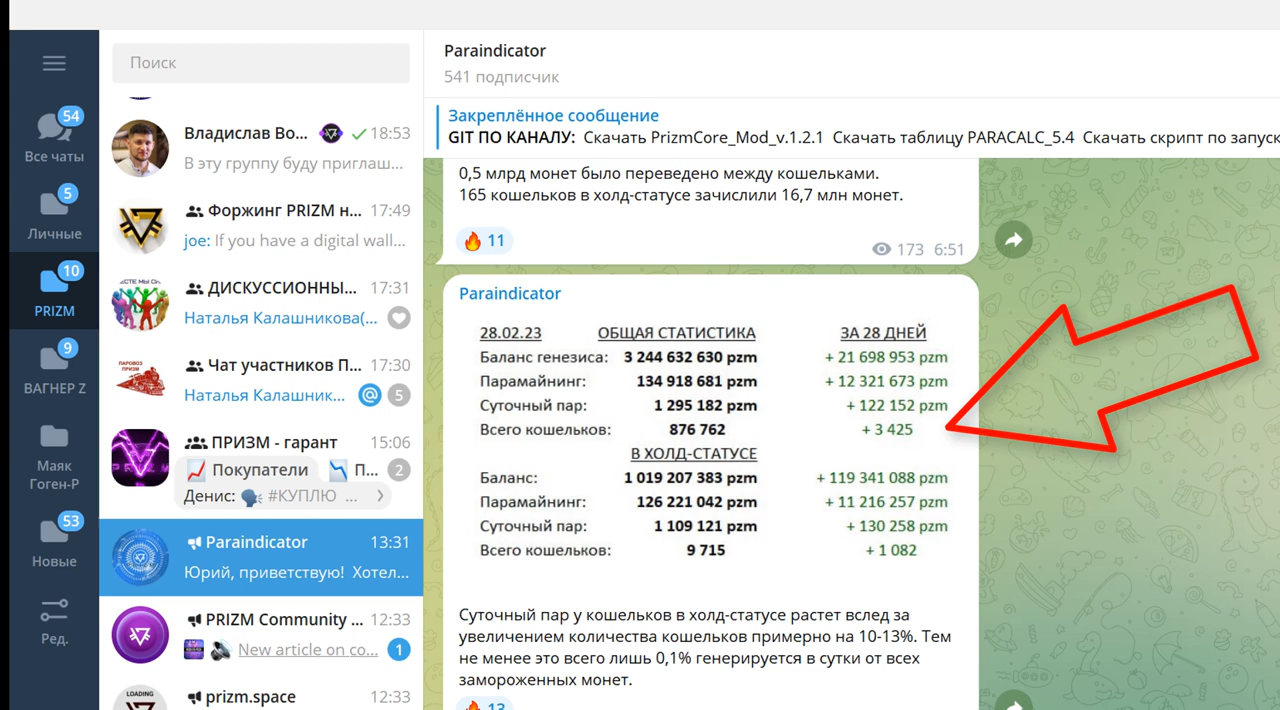 Поиск
Paraindicator
541 подписчик
Закреплённое сообщение
GIT ПО КАНАЛУ: Скачать PrizmCore_Mod_v.1.2.1 Скачать таблицу PARACALC_5.4 Скачать скрипт по запуск
54
Все чаты
5
Личные
10
PRIZM
9
ВАГНЕР Z
Маяк
Гоген-Р
53
Новые
Ред.
Владислав Во... 18:53
В эту группу буду приглаш...
Форжинг PRIZM н... 17:49
joe: If you have a digital wall...
ДИСКУССИОННЫ... 17:31
Наталья Калашникова(...
ПАРОВОЗ
ПРИЗМ
Чат участников П... 17:30
Наталья Калашник... @ 5
PRIZM
ПРИЗМ - гарант 15:06
Покупатели П... 2
Денис: #КУПЛЮ ...
Paraindicator 13:31
Юрий, приветствую! Хотел...
PRIZM Community ... 12:33
New article on co... 1
LOADING
prizm.space 12:33
0,5 млрд монет было переведено между кошельками.
165 кошельков в холд-статусе зачислили 16,7 млн монет.
11
173 6:51
Paraindicator
28.02.23 ОБЩАЯ СТАТИСТИКА ЗА 28 ДНЕЙ
Баланс генезиса: 3 244 632 630 pzm + 21 698 953 pzm
Парамайнинг: 134 918 681 pzm + 12 321 673 pzm
Суточный пар: 1 295 182 pzm + 122 152 pzm
Всего кошельков: 876 762 + 3 425
В ХОЛД-СТАТУСЕ
Баланс: 1 019 207 383 pzm + 119 341 088 pzm
Парамайнинг: 126 221 042 pzm + 11 216 257 pzm
Суточный пар: 1 109 121 pzm + 130 258 pzm
Всего кошельков: 9 715 + 1 082
Суточный пар у кошельков в холд-статусе растет вслед за
увеличением количества кошельков примерно на 10-13%. Тем
не менее это всего лишь 0,1% генерируется в сутки от всех
замороженных монет.
13